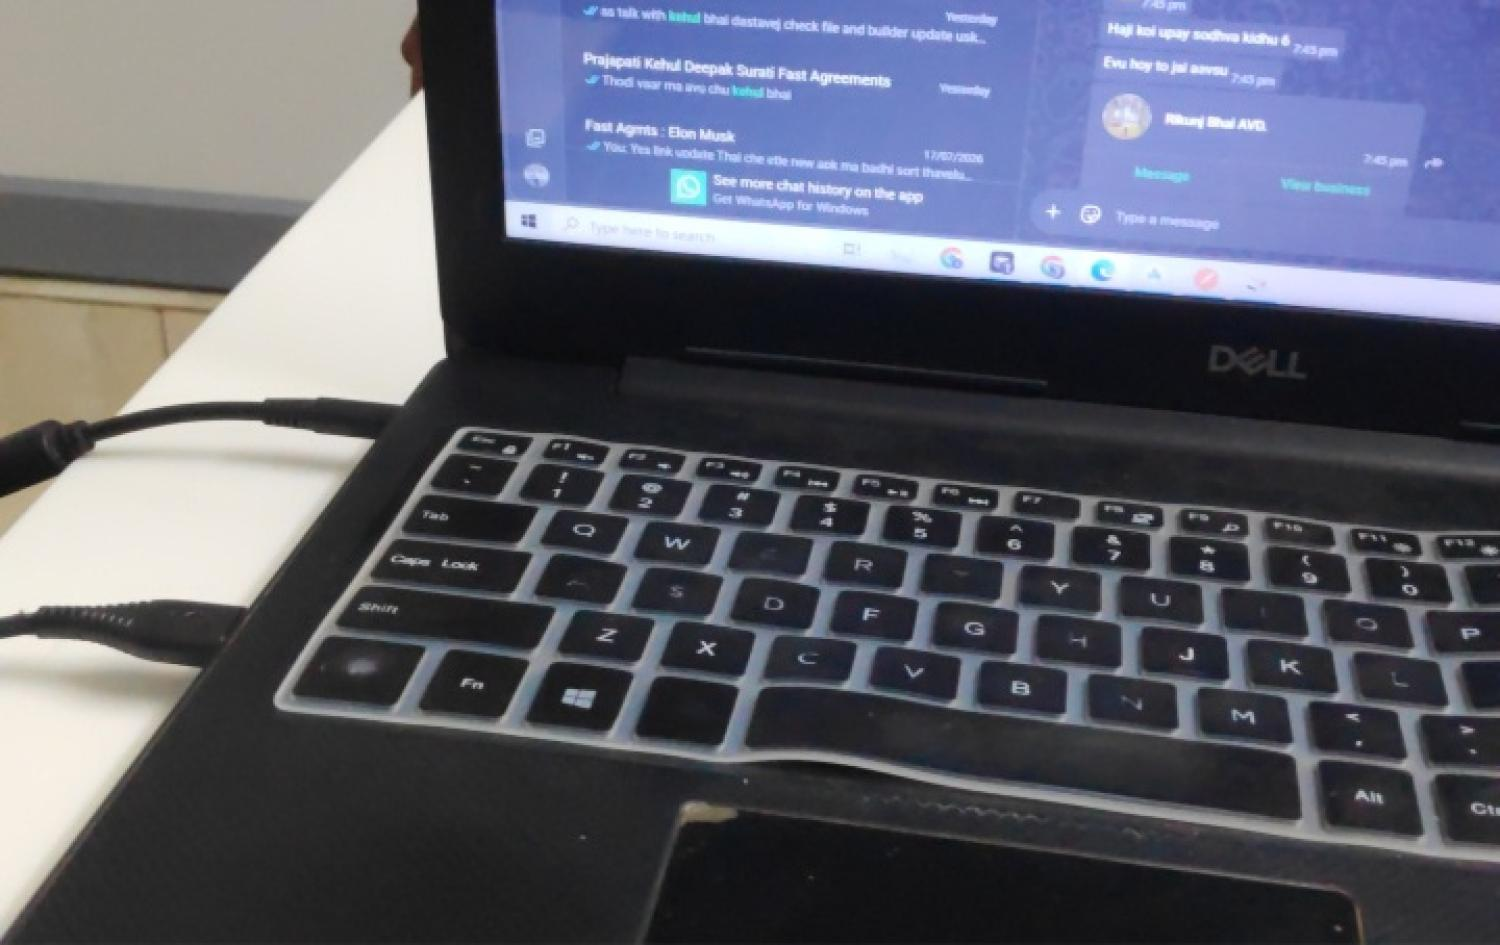 as talk with kehul bhai dastavej check file and builder update usk...
Yesterday
Prajapati Kehul Deepak Surati Fast Agreements
Yesterday
Thodi vaar ma avu chu kehul bhai
Fast Agmts : Elon Musk
17/07/2026
You: Yes link update Thai che etle new apk ma badhi sort thavelu...
See more chat history on the app
Get WhatsApp for Windows
Type here to search
7:45 pm
Haji koi upay sodhva kidhu 6 7:45 pm
Evu hoy to jai aavsu 7:45 pm
Rikunj Bhai AVD.
7:45 pm
Message
View business
Type a message
DELL
Esc F1 F2 F3 F4 F5 F6 F7 F8 F9 F10 F11 F12
~ ! @ # $ % ^ & * ( )
1 2 3 4 5 6 7 8 9 0
Tab Q W R Y U I O P
Caps Lock A S D F G H J K L
Shift Z X C V B N M < >
Fn Alt Ctr